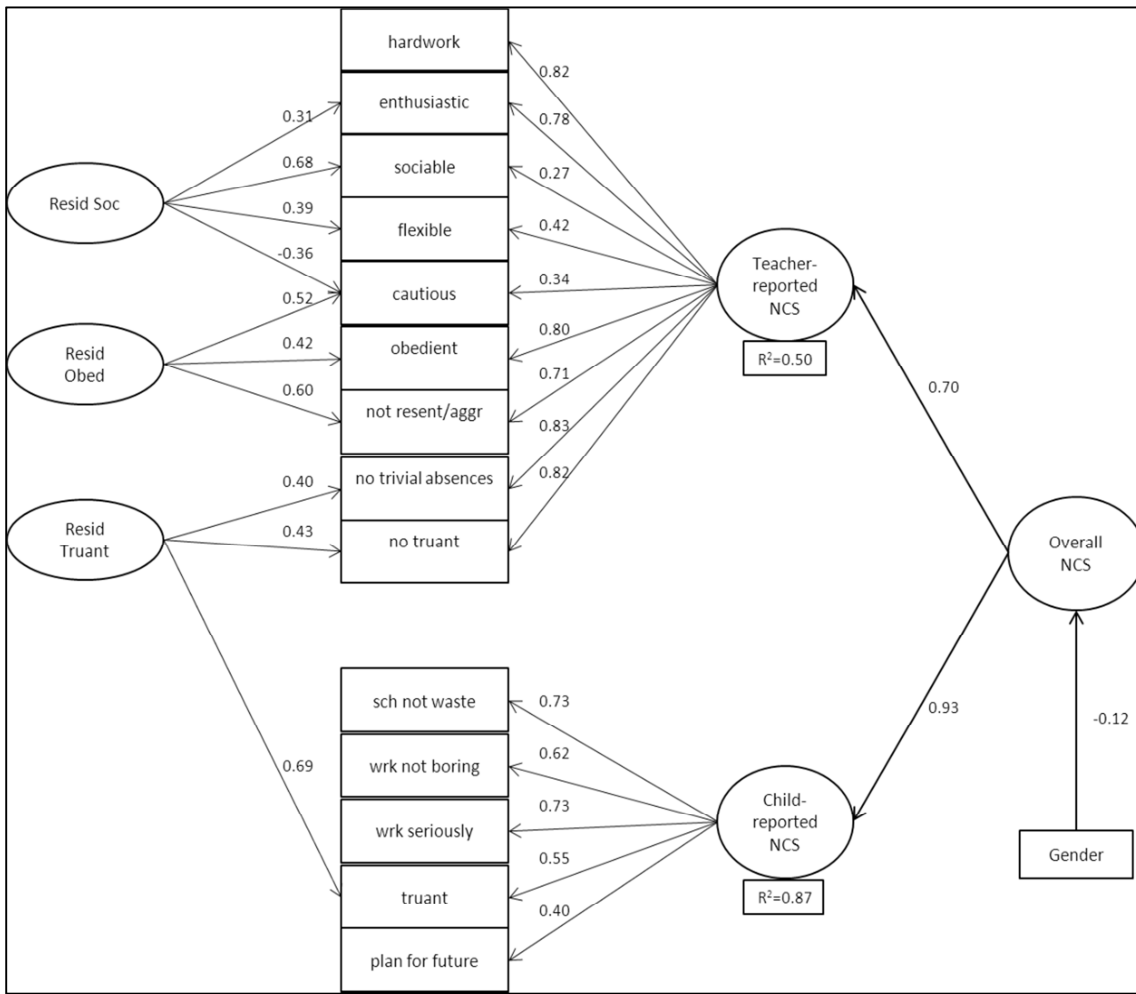 hardwork
0.82
enthusiastic
0.31
0.78
sociable
0.68
0.27
Resid Soc
flexible
0.39
0.42
-0.36
cautious
0.34
0.52
Teacher-
reported
NCS
R²=0.50
Resid
Obed
0.42
obedient
0.80
0.60
not resent/aggr
0.71
0.83
0.70
no trivial absences
0.40
0.82
Resid
Truant
0.43
no truant
Overall
NCS
sch not waste
0.73
wrk not boring
0.62
0.69
wrk seriously
0.73
truant
0.55
plan for future
0.40
Child-
reported
NCS
R²=0.87
0.93
-0.12
Gender